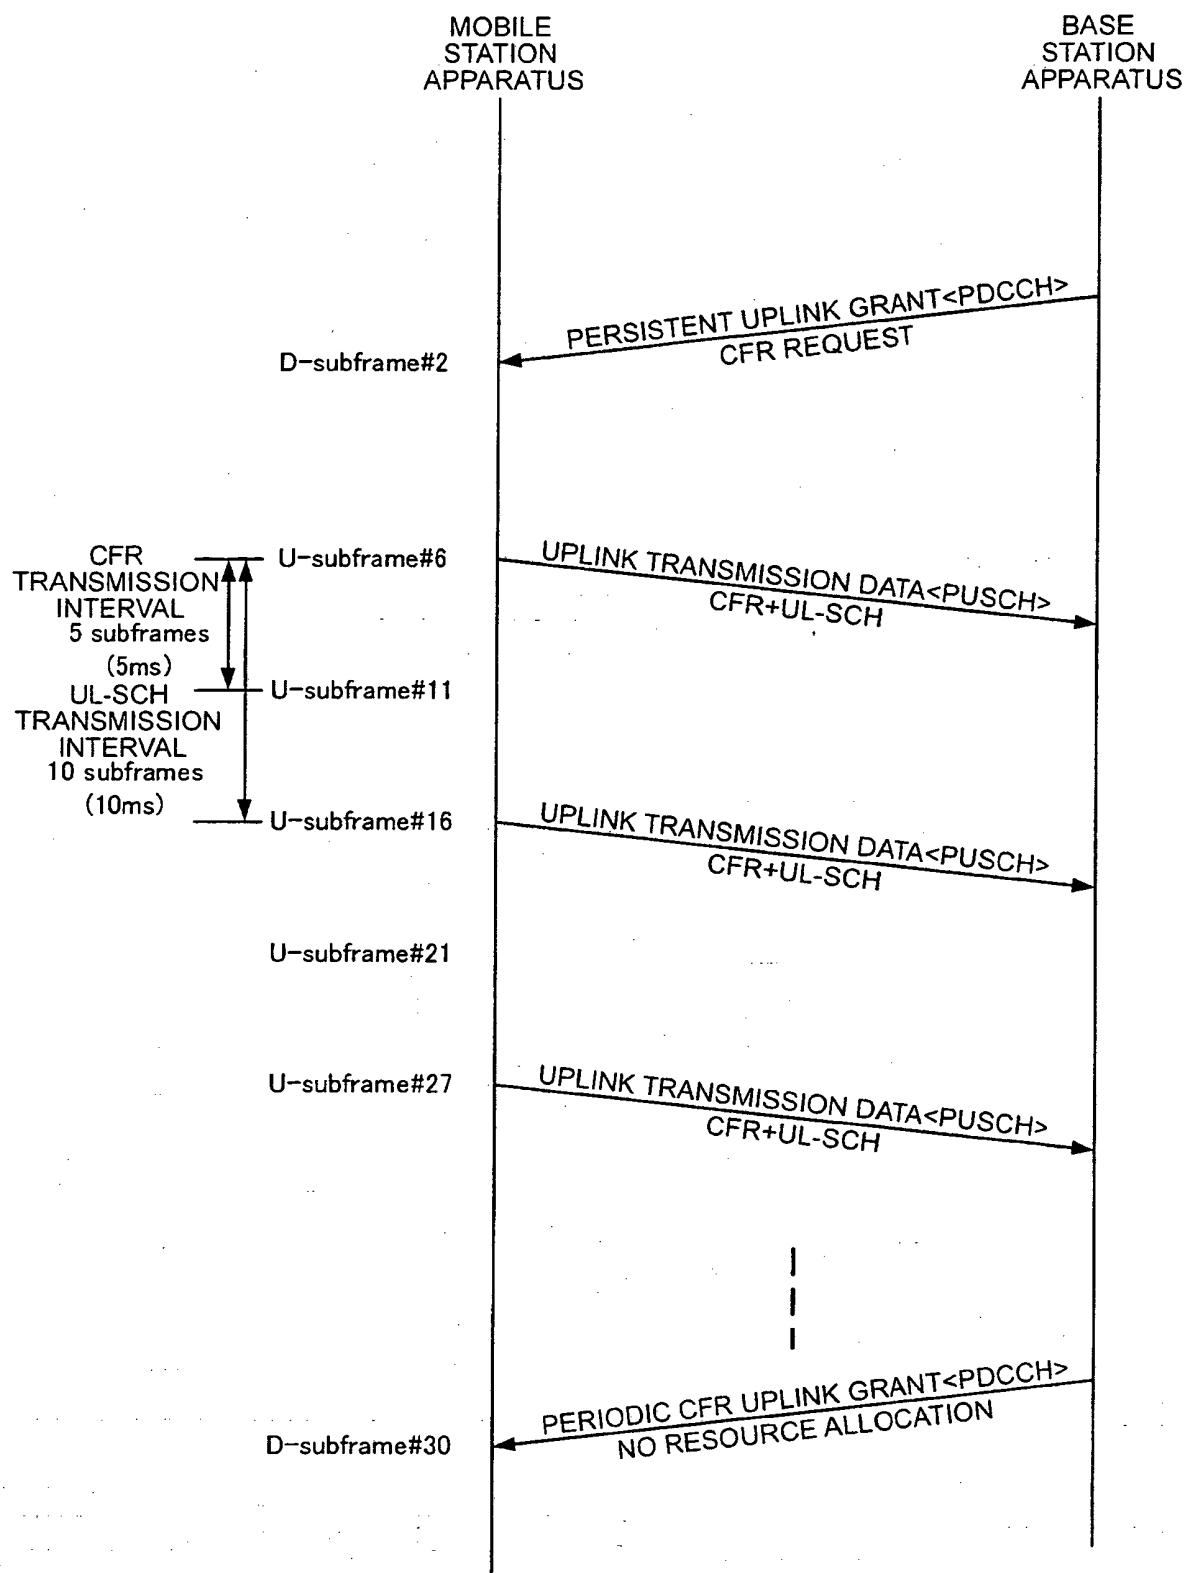 MOBILE
STATION
APPARATUS
BASE
STATION
APPARATUS
PERSISTENT UPLINK GRANT<PDCCH>
CFR REQUEST
D-subframe#2
CFR
TRANSMISSION
INTERVAL
5 subframes
(5ms)
U-subframe#6
UPLINK TRANSMISSION DATA<PUSCH>
CFR+UL-SCH
UL-SCH
TRANSMISSION
INTERVAL
10 subframes
(10ms)
U-subframe#11
U-subframe#16
UPLINK TRANSMISSION DATA<PUSCH>
CFR+UL-SCH
U-subframe#21
U-subframe#27
UPLINK TRANSMISSION DATA<PUSCH>
CFR+UL-SCH
PERIODIC CFR UPLINK GRANT<PDCCH>
NO RESOURCE ALLOCATION
D-subframe#30